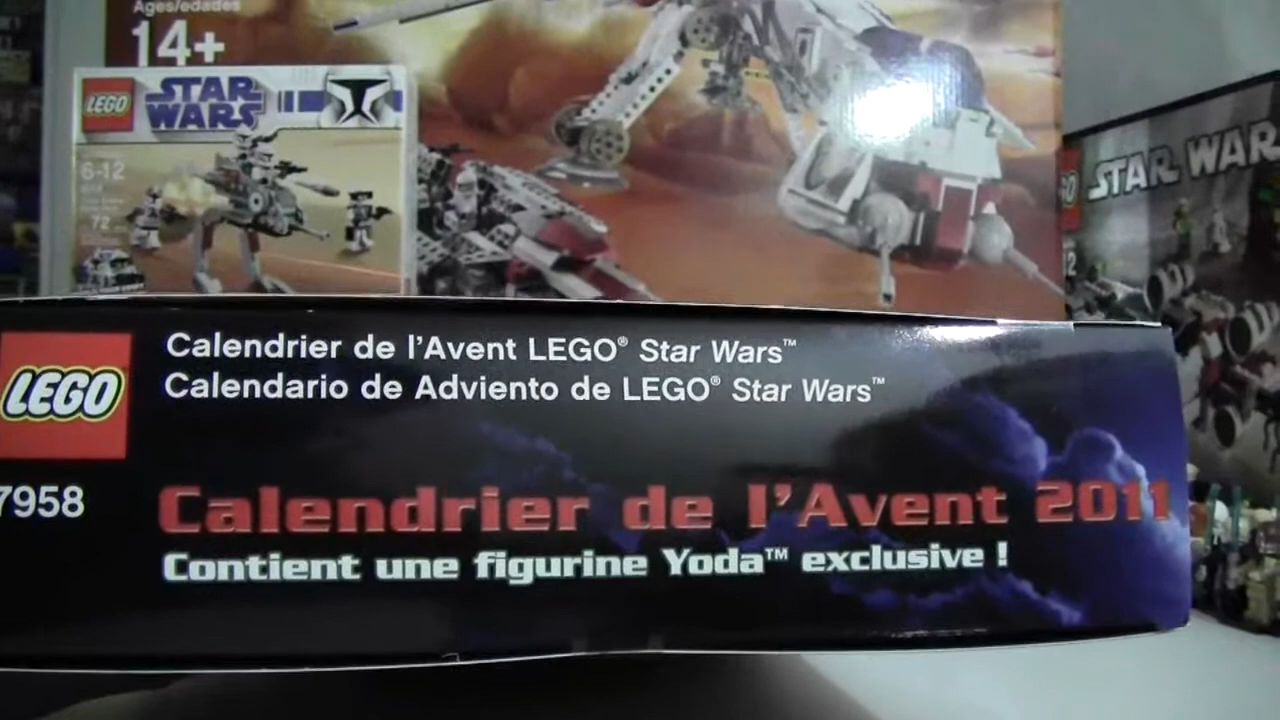 Ages/edades
14+
LEGO
STAR
WARS
6-12
72
STAR WAR
LEGO
Calendrier de l'Avent LEGO® Star Wars™
Calendario de Adviento de LEGO® Star Wars™
7958
Calendrier de l'Avent 2011
Contient une figurine Yoda™ exclusive !